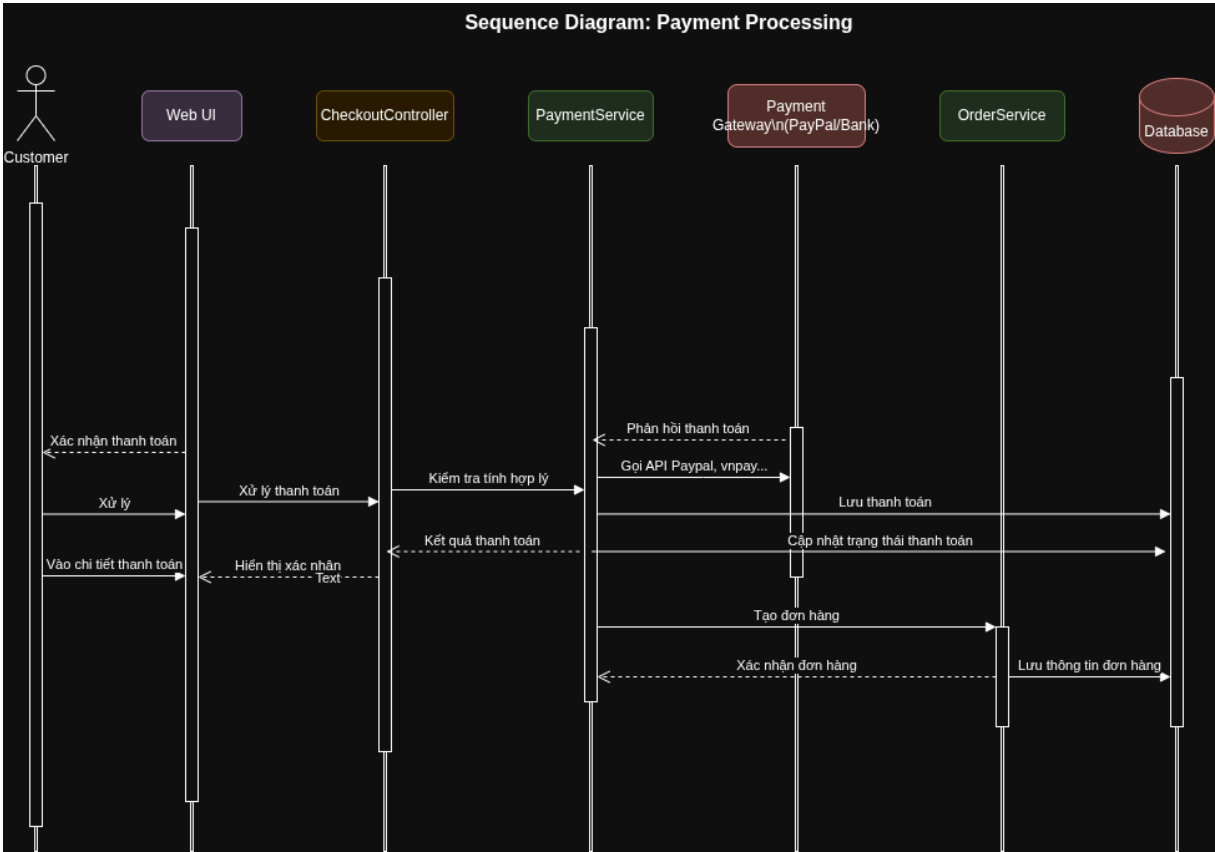 Sequence Diagram: Payment Processing
Customer
Web UI
CheckoutController
PaymentService
Payment
Gateway\n(PayPal/Bank)
OrderService
Database
Phản hồi thanh toán
Xác nhận thanh toán
Gọi API Paypal, vnpay...
Kiểm tra tính hợp lý
Xử lý thanh toán
Xử lý
Lưu thanh toán
Kết quả thanh toán
Cập nhật trạng thái thanh toán
Vào chi tiết thanh toán
Hiển thị xác nhận
Text
Tạo đơn hàng
Xác nhận đơn hàng
Lưu thông tin đơn hàng